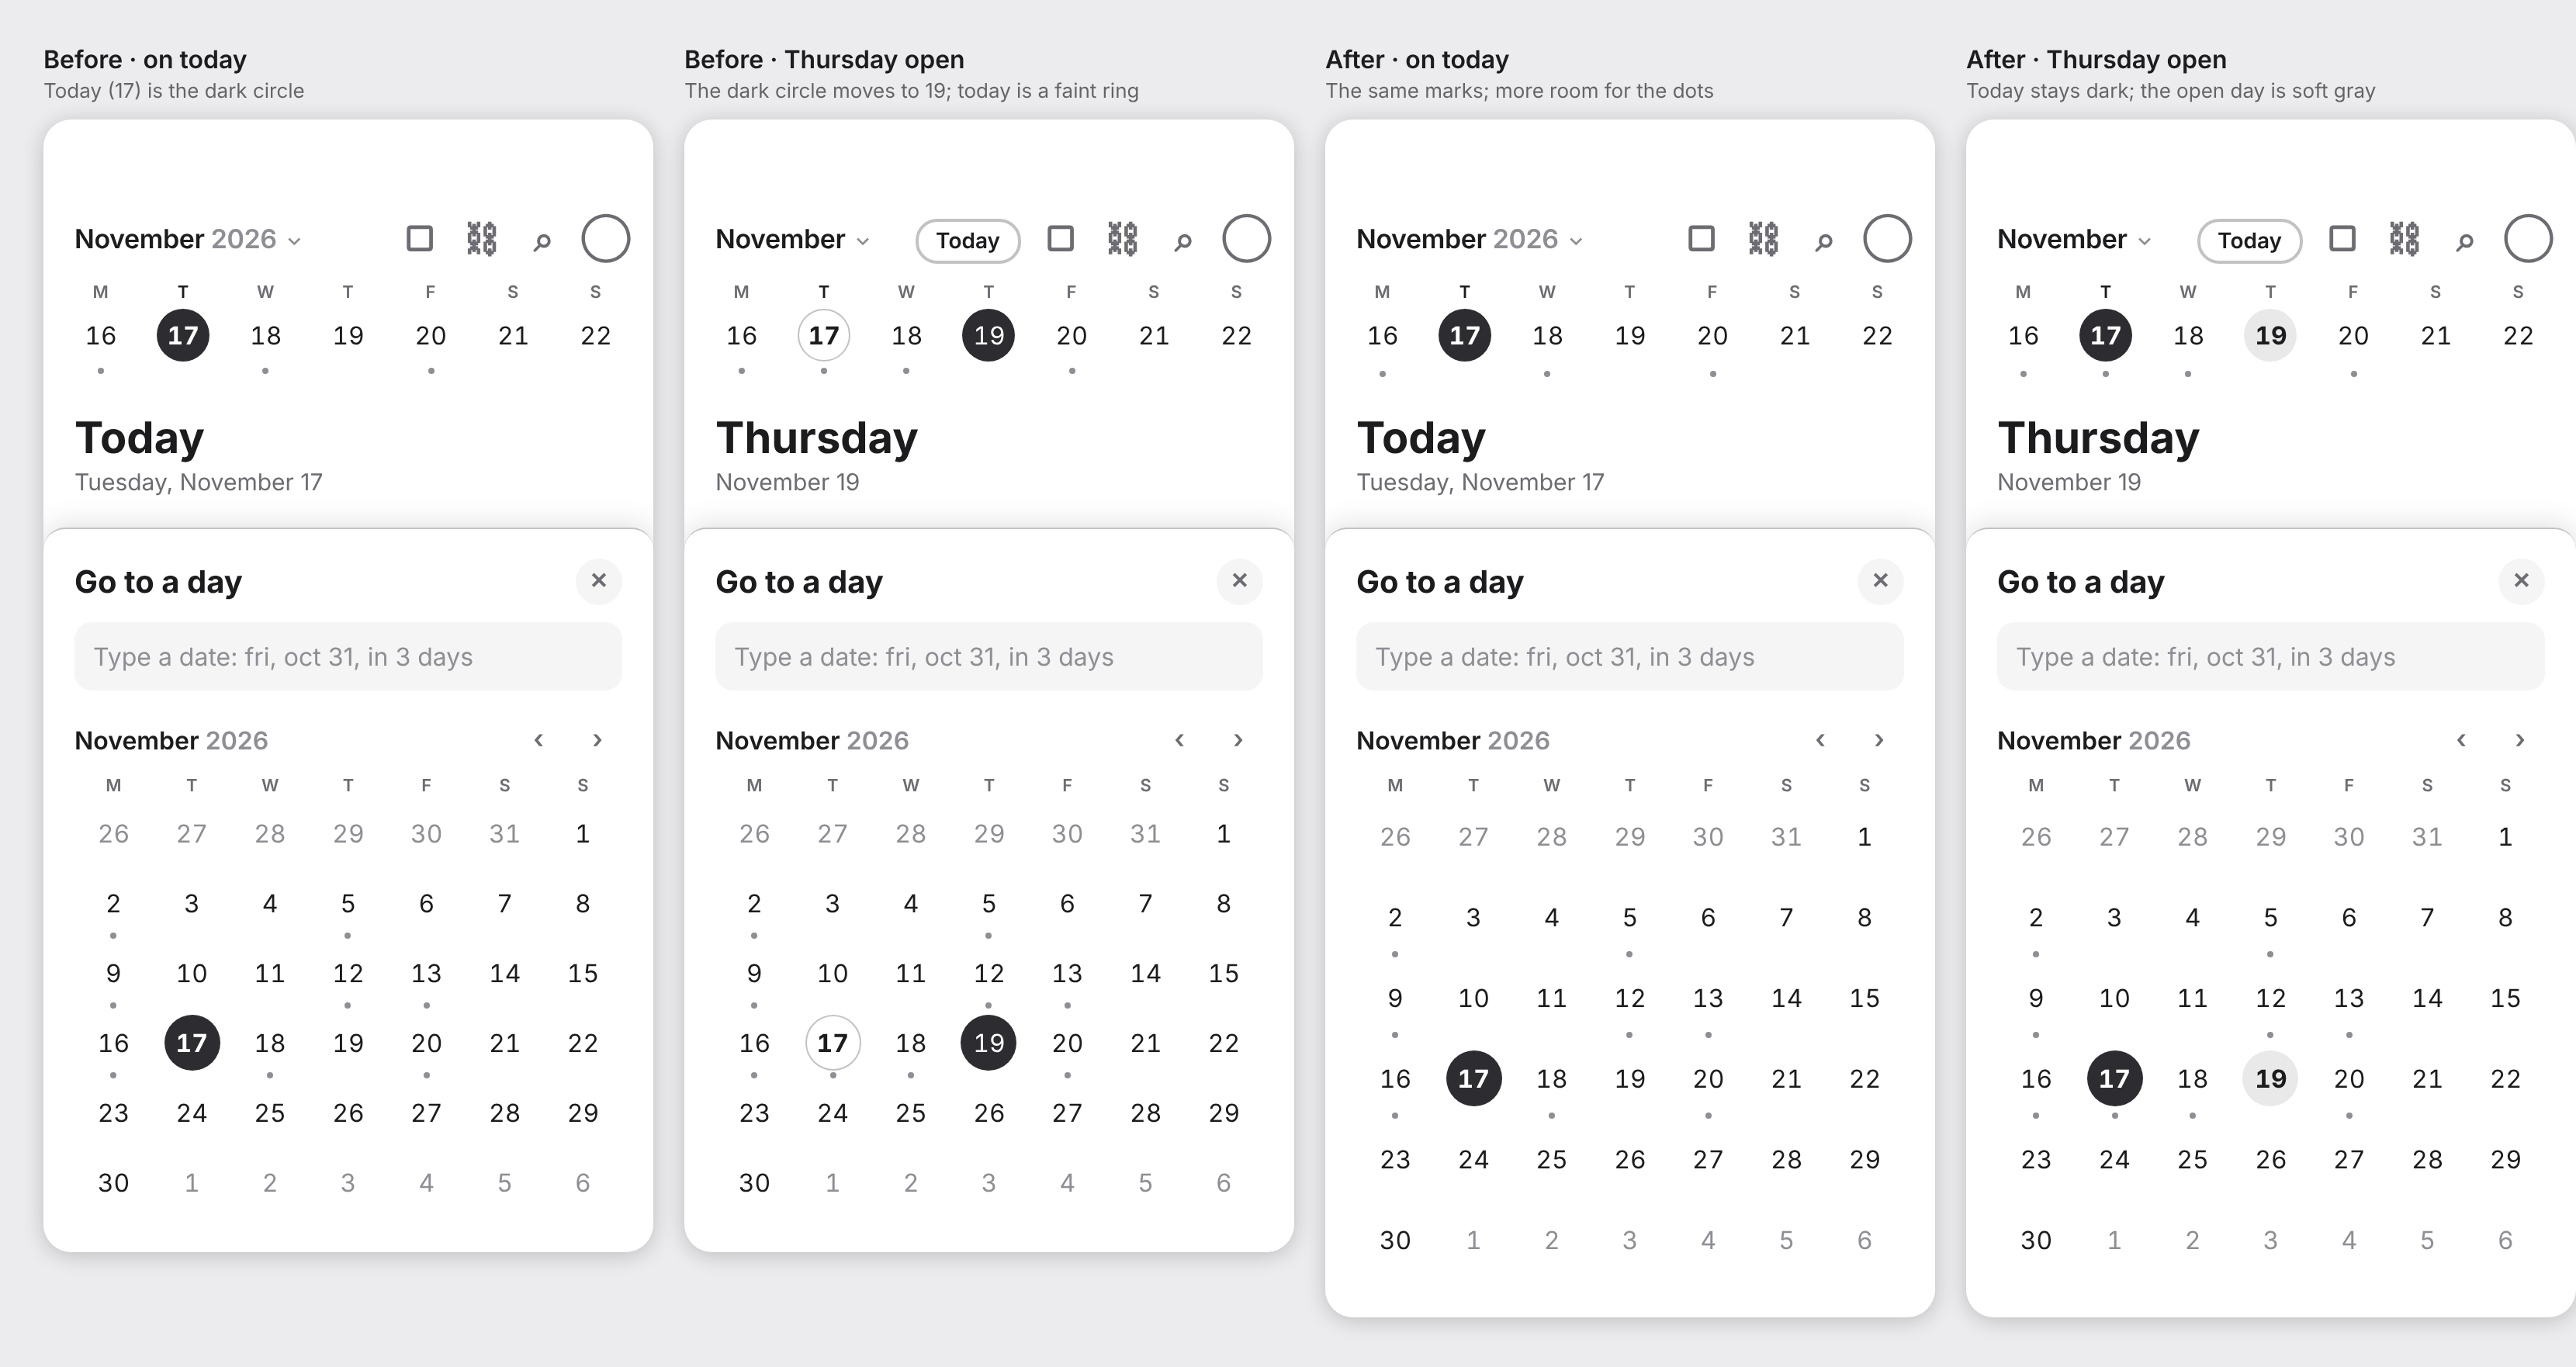 Before · on today
Today (17) is the dark circle
November 2026
M T W T F S S
16 17 18 19 20 21 22
Today
Tuesday, November 17
Go to a day
Type a date: fri, oct 31, in 3 days
November 2026
M T W T F S S
26 27 28 29 30 31 1
2 3 4 5 6 7 8
9 10 11 12 13 14 15
16 17 18 19 20 21 22
23 24 25 26 27 28 29
30 1 2 3 4 5 6
Before · Thursday open
The dark circle moves to 19; today is a faint ring
November Today
M T W T F S S
16 17 18 19 20 21 22
Thursday
November 19
Go to a day
Type a date: fri, oct 31, in 3 days
November 2026
M T W T F S S
26 27 28 29 30 31 1
2 3 4 5 6 7 8
9 10 11 12 13 14 15
16 17 18 19 20 21 22
23 24 25 26 27 28 29
30 1 2 3 4 5 6
After · on today
The same marks; more room for the dots
November 2026
M T W T F S S
16 17 18 19 20 21 22
Today
Tuesday, November 17
Go to a day
Type a date: fri, oct 31, in 3 days
November 2026
M T W T F S S
26 27 28 29 30 31 1
2 3 4 5 6 7 8
9 10 11 12 13 14 15
16 17 18 19 20 21 22
23 24 25 26 27 28 29
30 1 2 3 4 5 6
After · Thursday open
Today stays dark; the open day is soft gray
November Today
M T W T F S S
16 17 18 19 20 21 22
Thursday
November 19
Go to a day
Type a date: fri, oct 31, in 3 days
November 2026
M T W T F S S
26 27 28 29 30 31 1
2 3 4 5 6 7 8
9 10 11 12 13 14 15
16 17 18 19 20 21 22
23 24 25 26 27 28 29
30 1 2 3 4 5 6